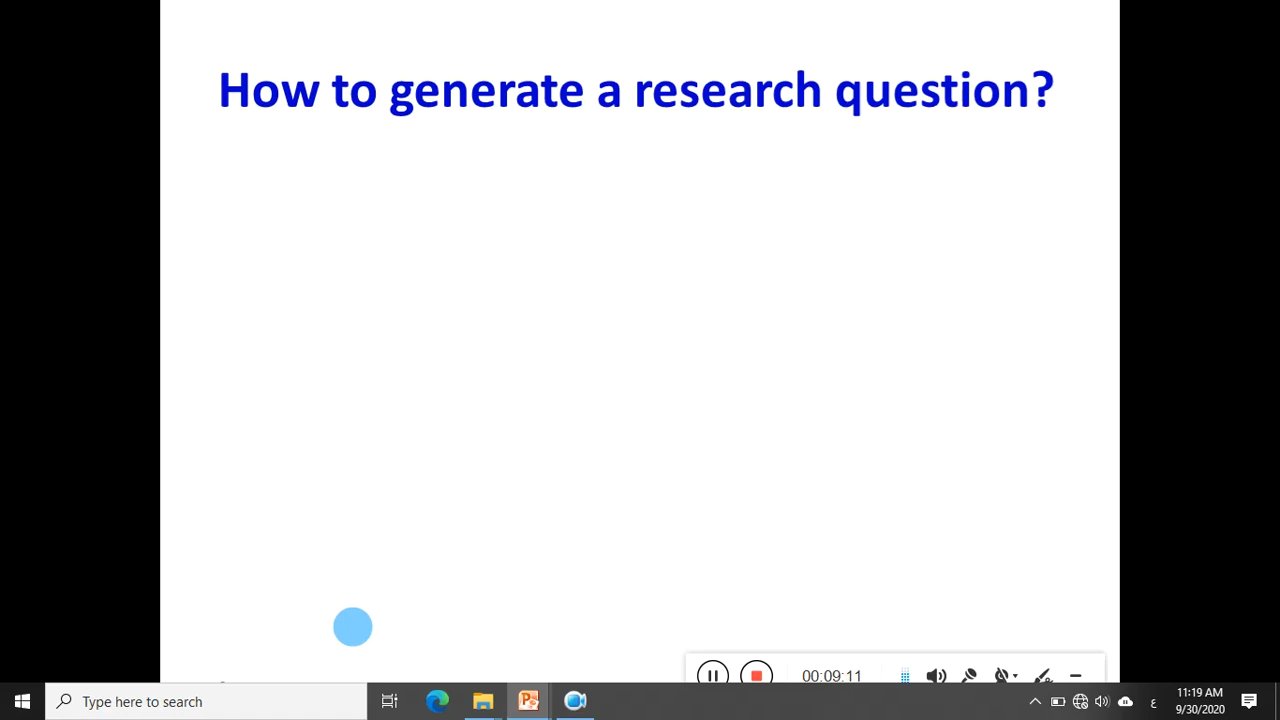 How to generate a research question?
00:09:11
Type here to search
ع
11:19 AM
9/30/2020